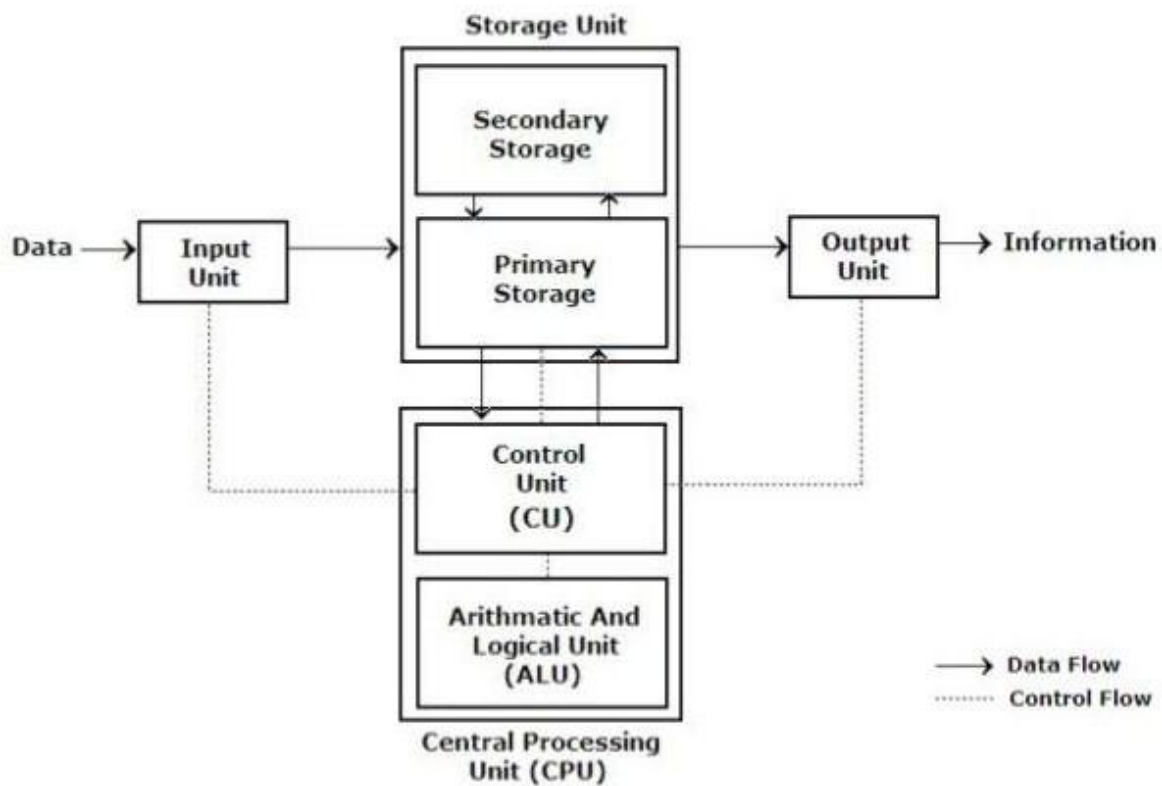 Storage Unit
Secondary
Storage
Data
Input
Unit
Primary
Storage
Output
Unit
Information
Control
Unit
(CU)
Arithmatic And
Logical Unit
(ALU)
Data Flow
Control Flow
Central Processing
Unit (CPU)